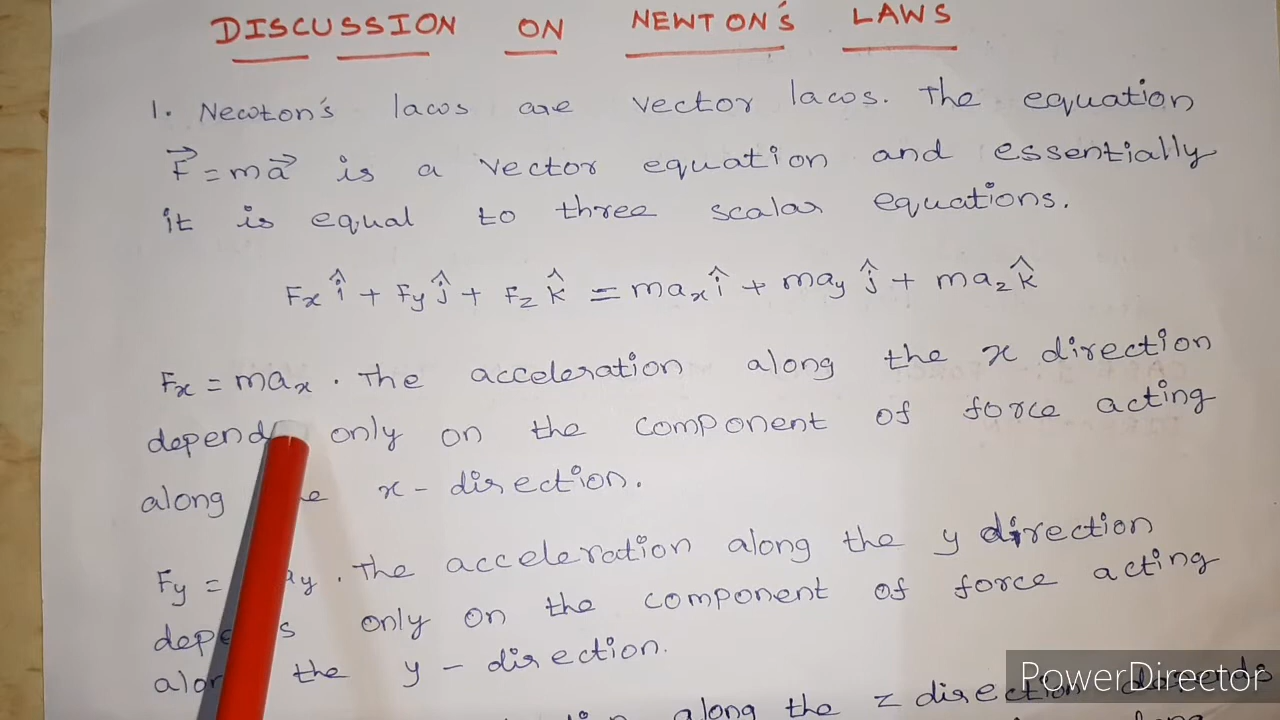 DISCUSSION ON NEWTON'S LAWS
1. Newton's laws are vector laws. The equation
F⃗ = ma⃗ is a vector equation and essentially
it is equal to three scalar equations.
Fx î + Fy ĵ + Fz k̂ = max î + may ĵ + maz k̂
Fx = max. The acceleration along the x direction
depend only on the component of force acting
along x - direction.
Fy = ay. The acceleration along the y direction
only on the component of force acting
the y - direction.
along the z direction depends
PowerDirector